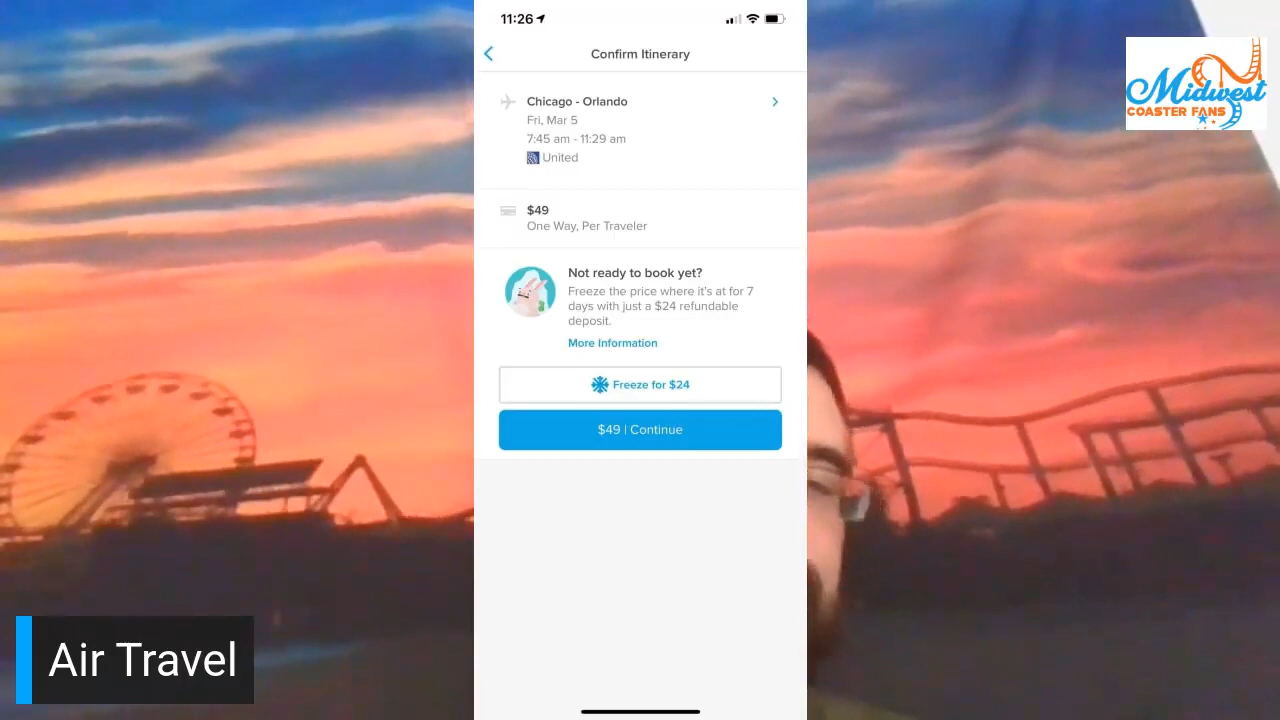 11:26
Confirm Itinerary
Chicago - Orlando
Fri, Mar 5
7:45 am - 11:29 am
United
$49
One Way, Per Traveler
Not ready to book yet?
Freeze the price where it's at for 7
days with just a $24 refundable
deposit.
More Information
Freeze for $24
$49 | Continue
Midwest
COASTER FANS
Air Travel